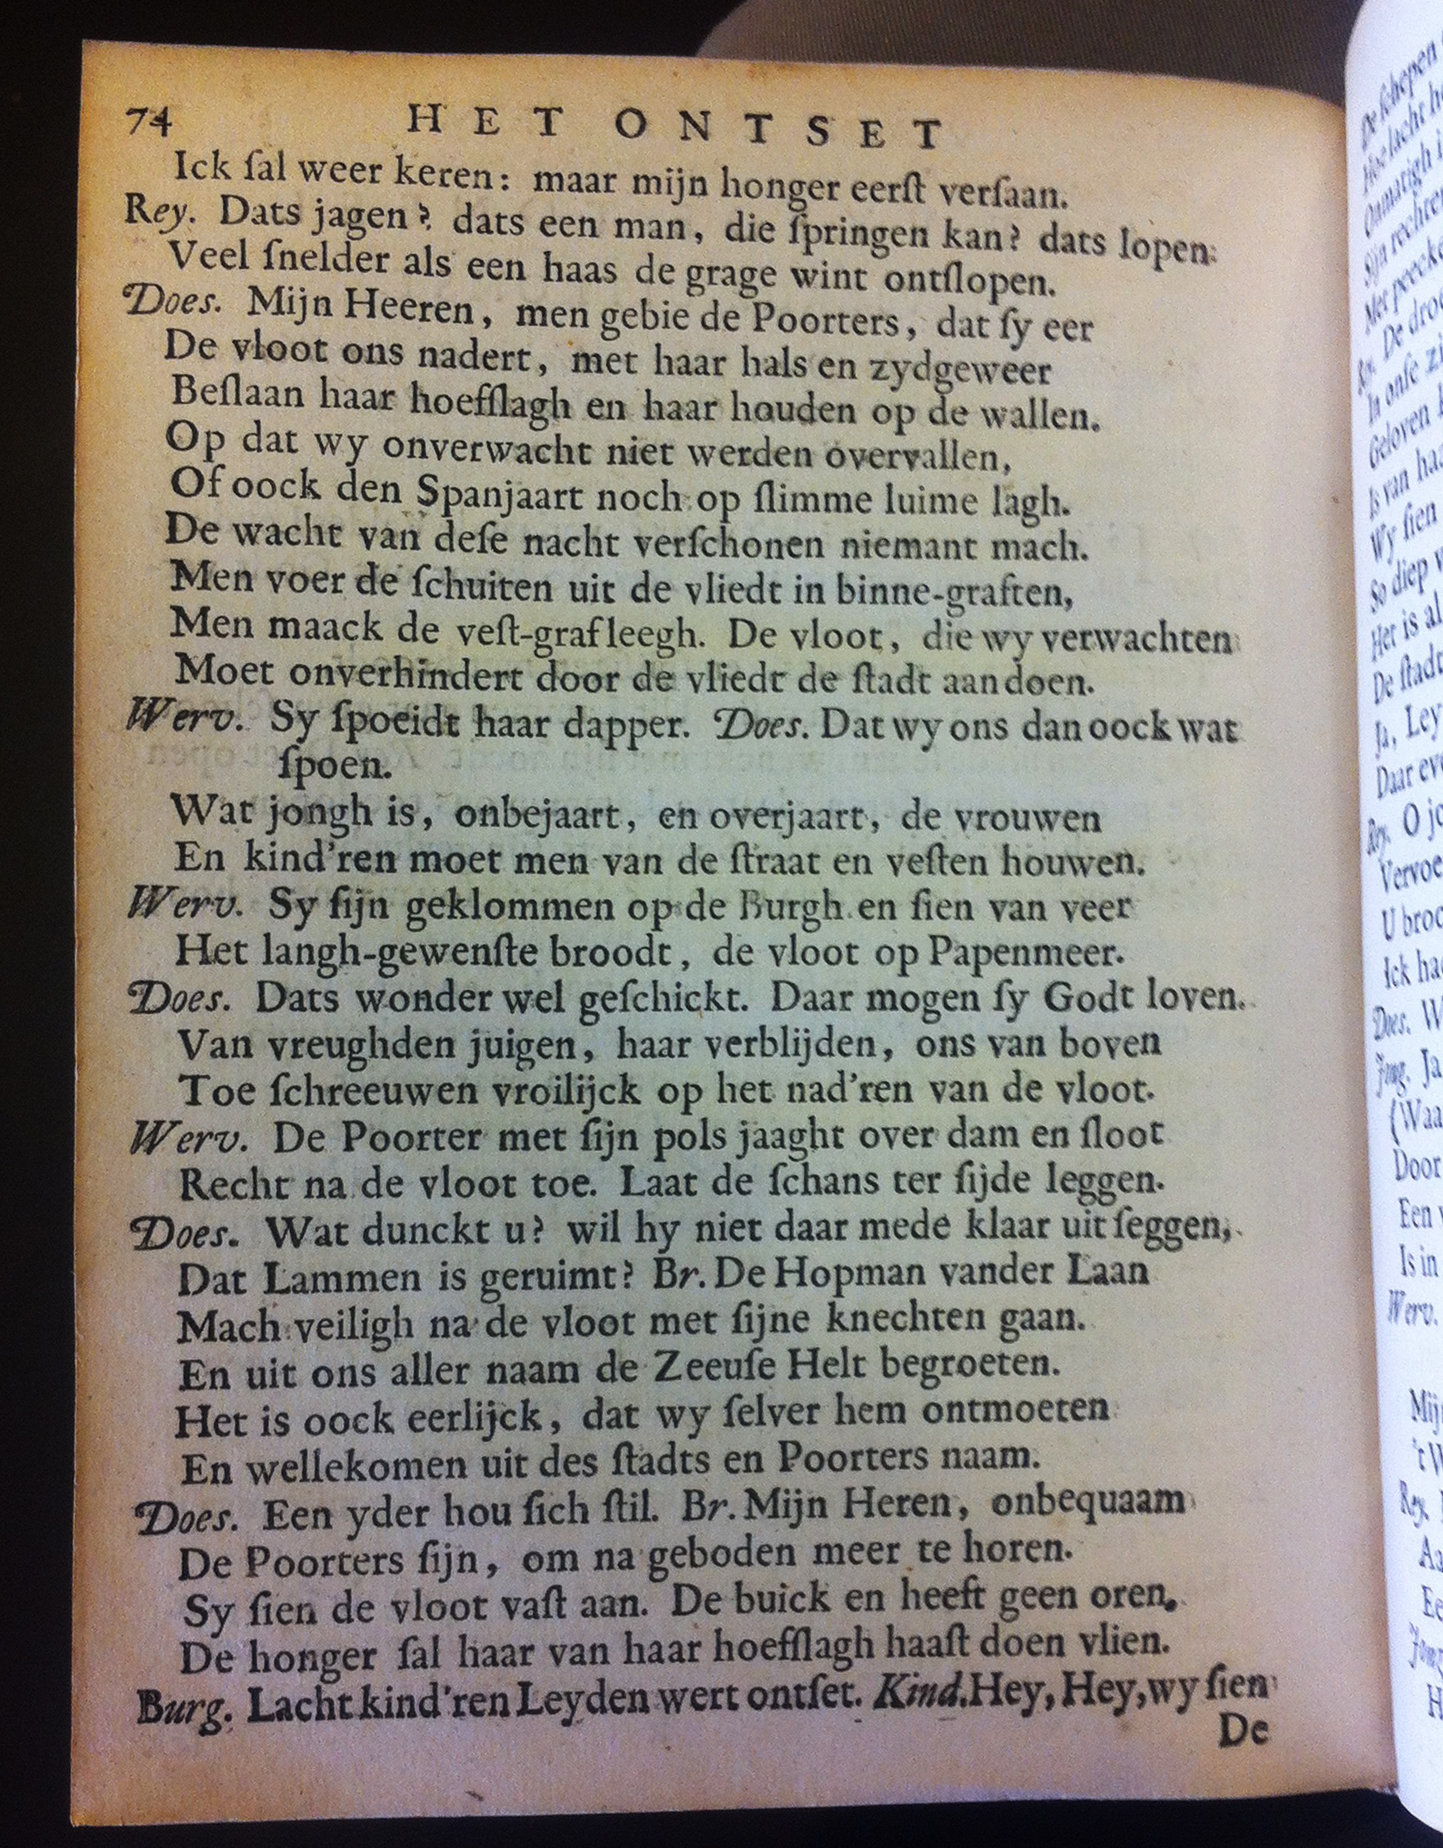 74 HET ONTSET
Ick ſal weer keren: maar mijn honger eerſt verſaan.
Rey. Dats jagen? dats een man, die ſpringen kan? dats lopen:
Veel ſnelder als een haas de grage wint ontſlopen.
Does. Mijn Heeren, men gebie de Poorters, dat ſy eer
De vloot ons nadert, met haar hals en zydgeweer
Beſlaan haar hoefſlagh en haar houden op de wallen.
Op dat wy onverwacht niet werden overvallen,
Of oock den Spanjaart noch op ſlimme luime lagh.
De wacht van deſe nacht verſchonen niemant mach.
Men voer de ſchuiten uit de vliedt in binne-graften,
Men maack de veſt-graf leegh. De vloot, die wy verwachten
Moet onverhindert door de vliedt de ſtadt aandoen.
Werv. Sy ſpoeidt haar dapper. Does. Dat wy ons dan oock wat
ſpoen.
Wat jongh is, onbejaart, en overjaart, de vrouwen
En kind'ren moet men van de ſtraat en veſten houwen.
Werv. Sy ſijn geklommen op de Burgh en ſien van veer
Het langh-gewenſte broodt, de vloot op Papenmeer.
Does. Dats wonder wel geſchickt. Daar mogen ſy Godt loven.
Van vreughden juigen, haar verblijden, ons van boven
Toe ſchreeuwen vroilijck op het nad'ren van de vloot.
Werv. De Poorter met ſijn pols jaaght over dam en ſloot
Recht na de vloot toe. Laat de ſchans ter ſijde leggen.
Does. Wat dunckt u? wil hy niet daar mede klaar uit ſeggen,
Dat Lammen is geruimt? Br. De Hopman vander Laan
Mach veiligh na de vloot met ſijne knechten gaan.
En uit ons aller naam de Zeeuſe Helt begroeten.
Het is oock eerlijck, dat wy ſelver hem ontmoeten
En wellekomen uit des ſtadts en Poorters naam.
Does. Een yder hou ſich ſtil. Br. Mijn Heren, onbequaam
De Poorters ſijn, om na geboden meer te horen.
Sy ſien de vloot vaſt aan. De buick en heeft geen oren.
De honger ſal haar van haar hoefſlagh haaſt doen vlien.
Burg. Lacht kind'ren Leyden wert ontſet. Kind. Hey, Hey, wy ſien
De